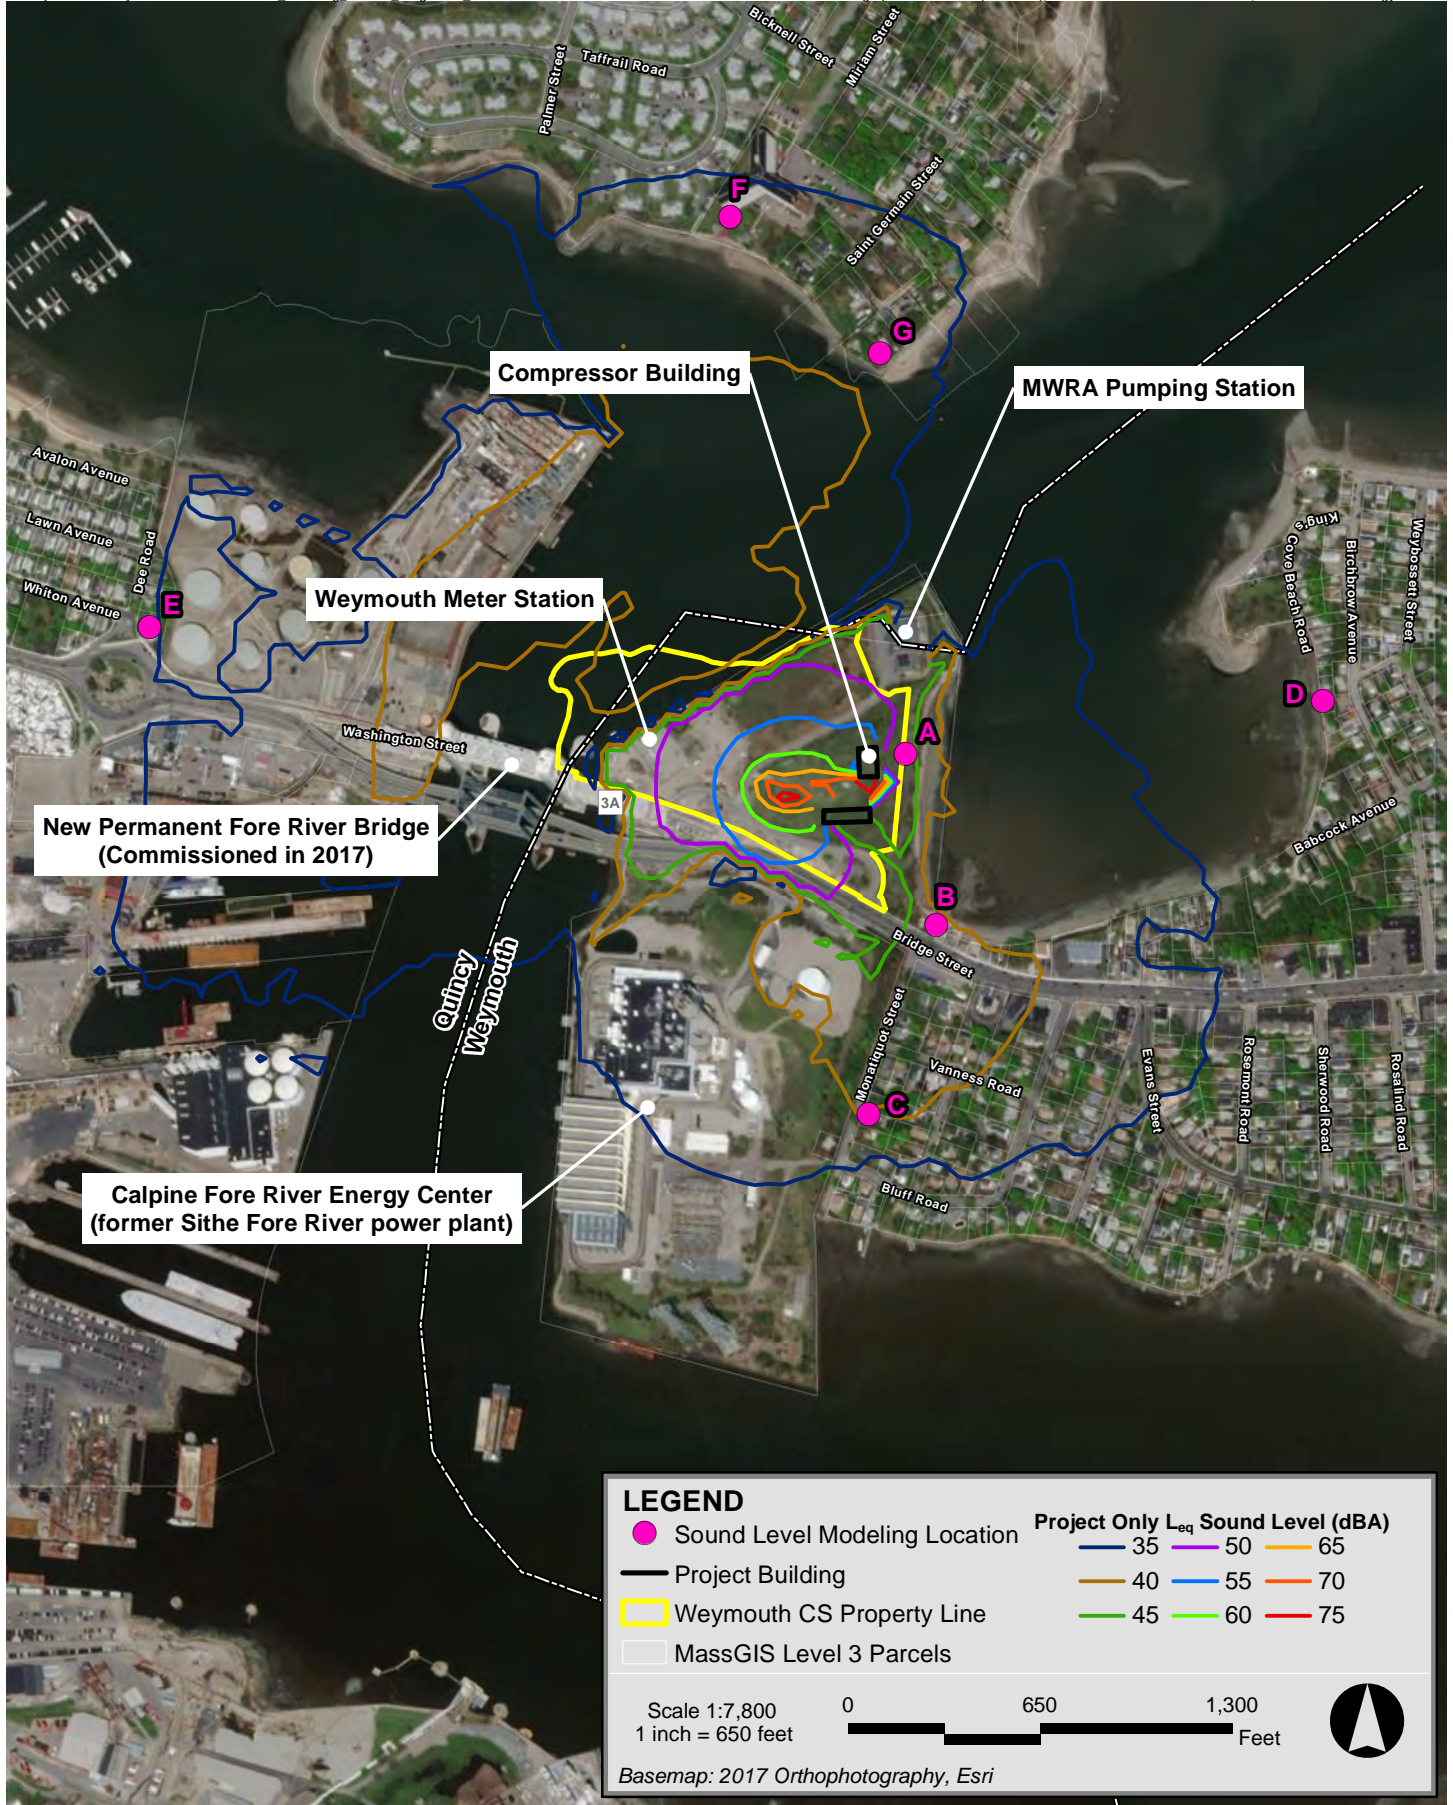 Bicknell Street
Miriam Street
Taffrail Road
Palmer Street
Saint Germain Street
F
G
Compressor Building
MWRA Pumping Station
Avalon Avenue
Lawn Avenue
Whiton Avenue
Dee Road
E
Weymouth Meter Station
King's
Cove Beach Road
Birchbrow Avenue
Weybossett Street
D
A
Washington Street
3A
New Permanent Fore River Bridge
(Commissioned in 2017)
Babcock Avenue
B
Bridge Street
Quincy
Weymouth
Monatiquot Street
Vanness Road
Evans Street
Rosemont Road
Sherwood Road
Rosalind Road
C
Bluff Road
Calpine Fore River Energy Center
(former Sithe Fore River power plant)
LEGEND
Sound Level Modeling Location
Project Building
Weymouth CS Property Line
MassGIS Level 3 Parcels
Project Only Leq Sound Level (dBA)
35 50 65
40 55 70
45 60 75
Scale 1:7,800
1 inch = 650 feet
0 650 1,300
Feet
Basemap: 2017 Orthophotography, Esri